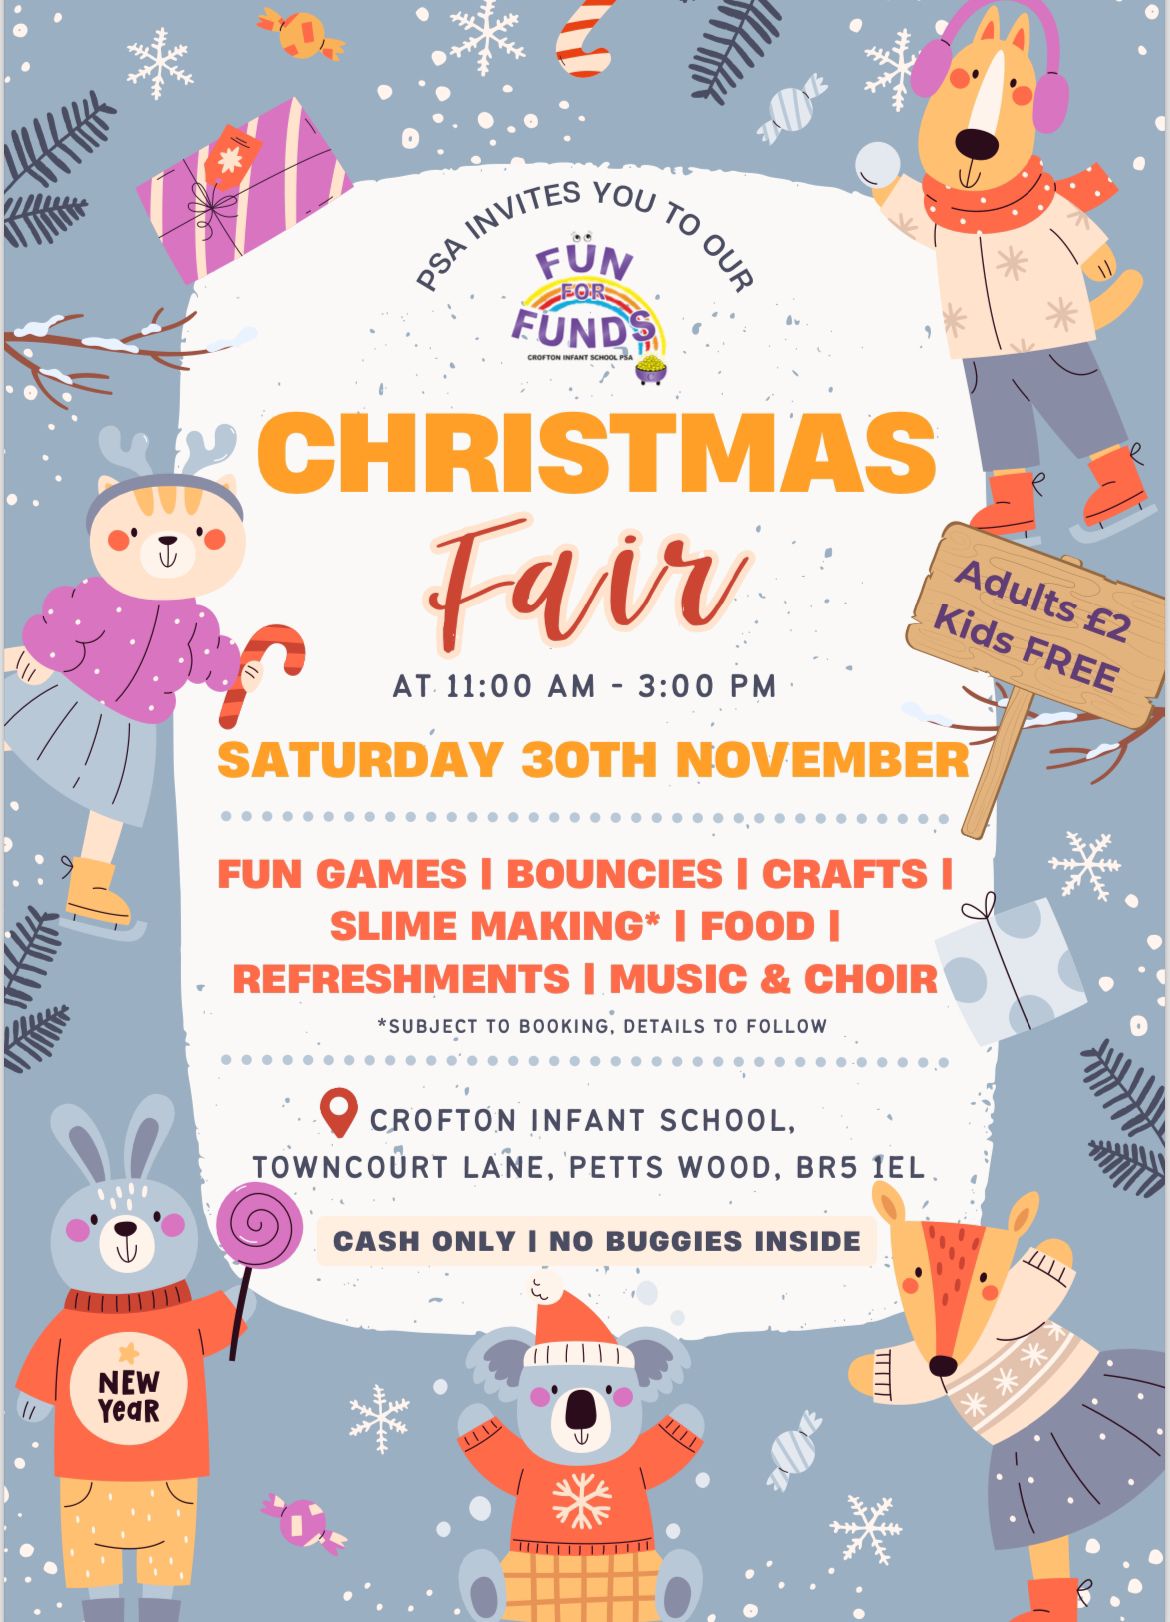 PSA INVITES YOU TO OUR
FUN
FOR
FUNDS
CROFTON INFANT SCHOOL PSA
CHRISTMAS
Fair
AT 11:00 AM - 3:00 PM
Adults £2
Kids FREE
SATURDAY 30TH NOVEMBER
FUN GAMES | BOUNCIES | CRAFTS |
SLIME MAKING* | FOOD |
REFRESHMENTS | MUSIC & CHOIR
*SUBJECT TO BOOKING, DETAILS TO FOLLOW
CROFTON INFANT SCHOOL,
TOWNCOURT LANE, PETTS WOOD, BR5 1EL
CASH ONLY | NO BUGGIES INSIDE
NEW
YeaR